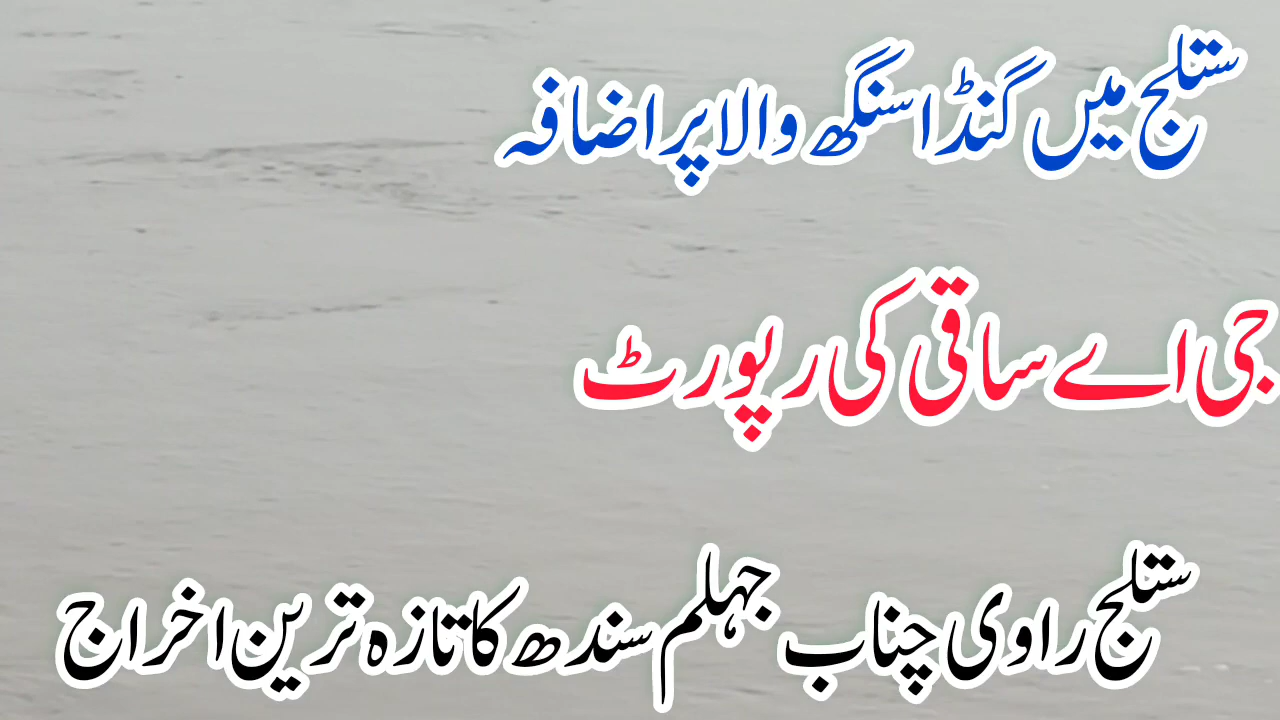 ستلج میں گنڈا سنگھ والا پر اضافہ
جی اے ساقی کی رپورٹ
ستلج راوی چناب جہلم سندھ کا تازہ ترین اخراج